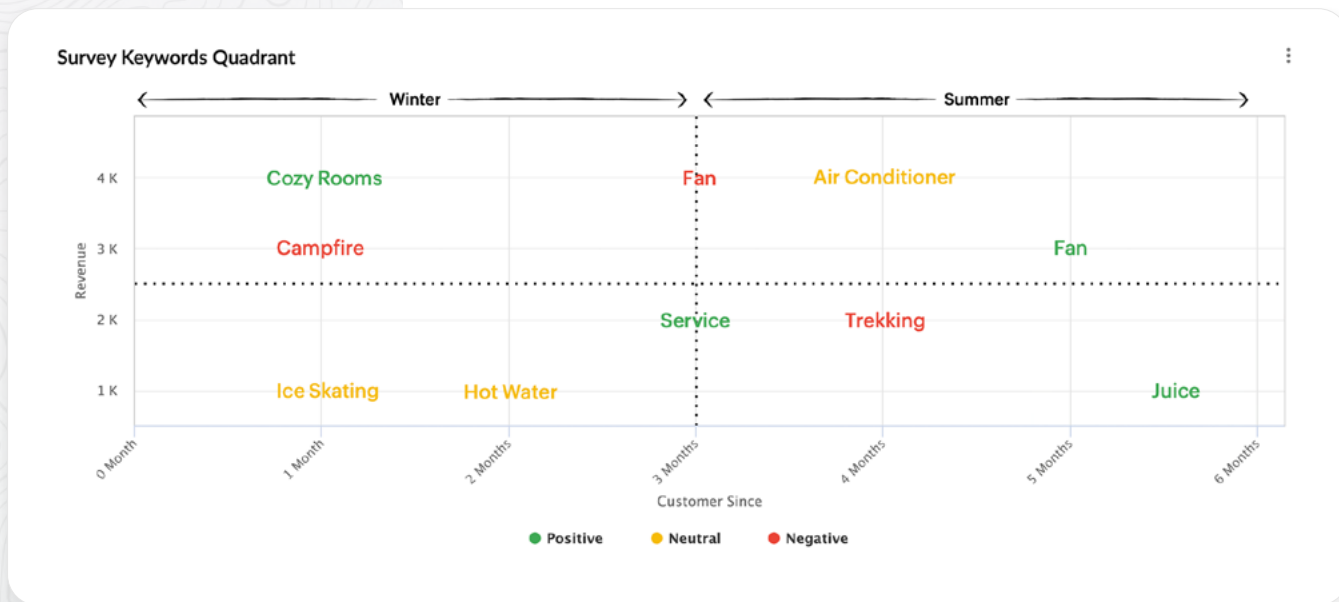 Survey Keywords Quadrant
Winter Summer
4 K Cozy Rooms Fan Air Conditioner
3 K Campfire Fan
Revenue
2 K Service Trekking
1 K Ice Skating Hot Water Juice
0 Month 1 Month 2 Months 3 Months 4 Months 5 Months 6 Months
Customer Since
Positive Neutral Negative